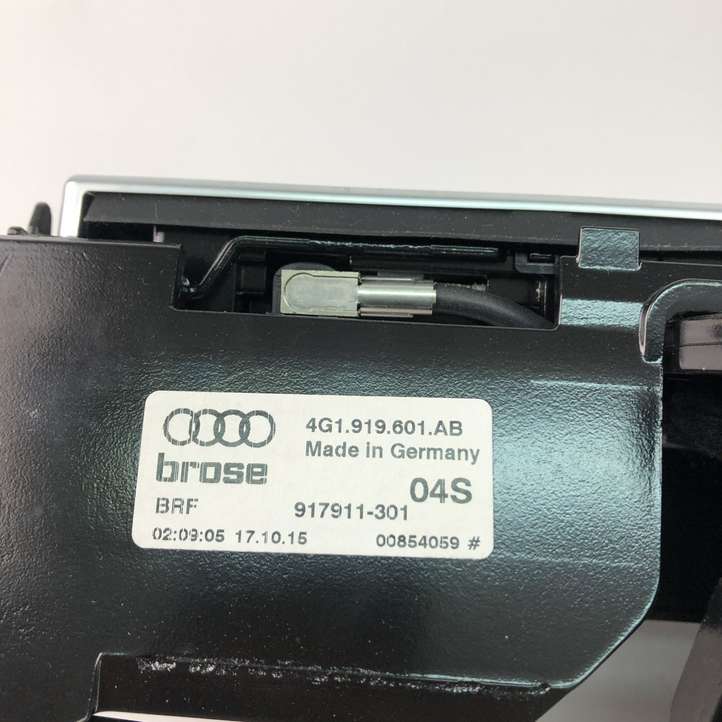 4G1.919.601.AB
Made in Germany
brose
04S
BRF 917911-301
02:09:05 17.10.15 00854059 #